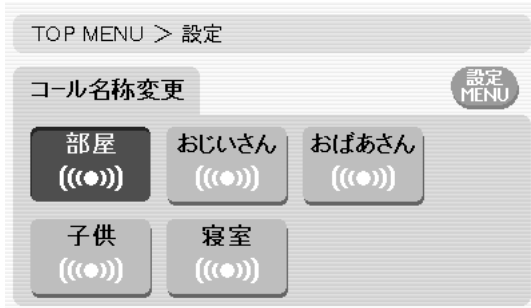 TOP MENU ＞ 設定
コール名称変更
設定
MENU
部屋 おじいさん おばあさん
子供 寝室